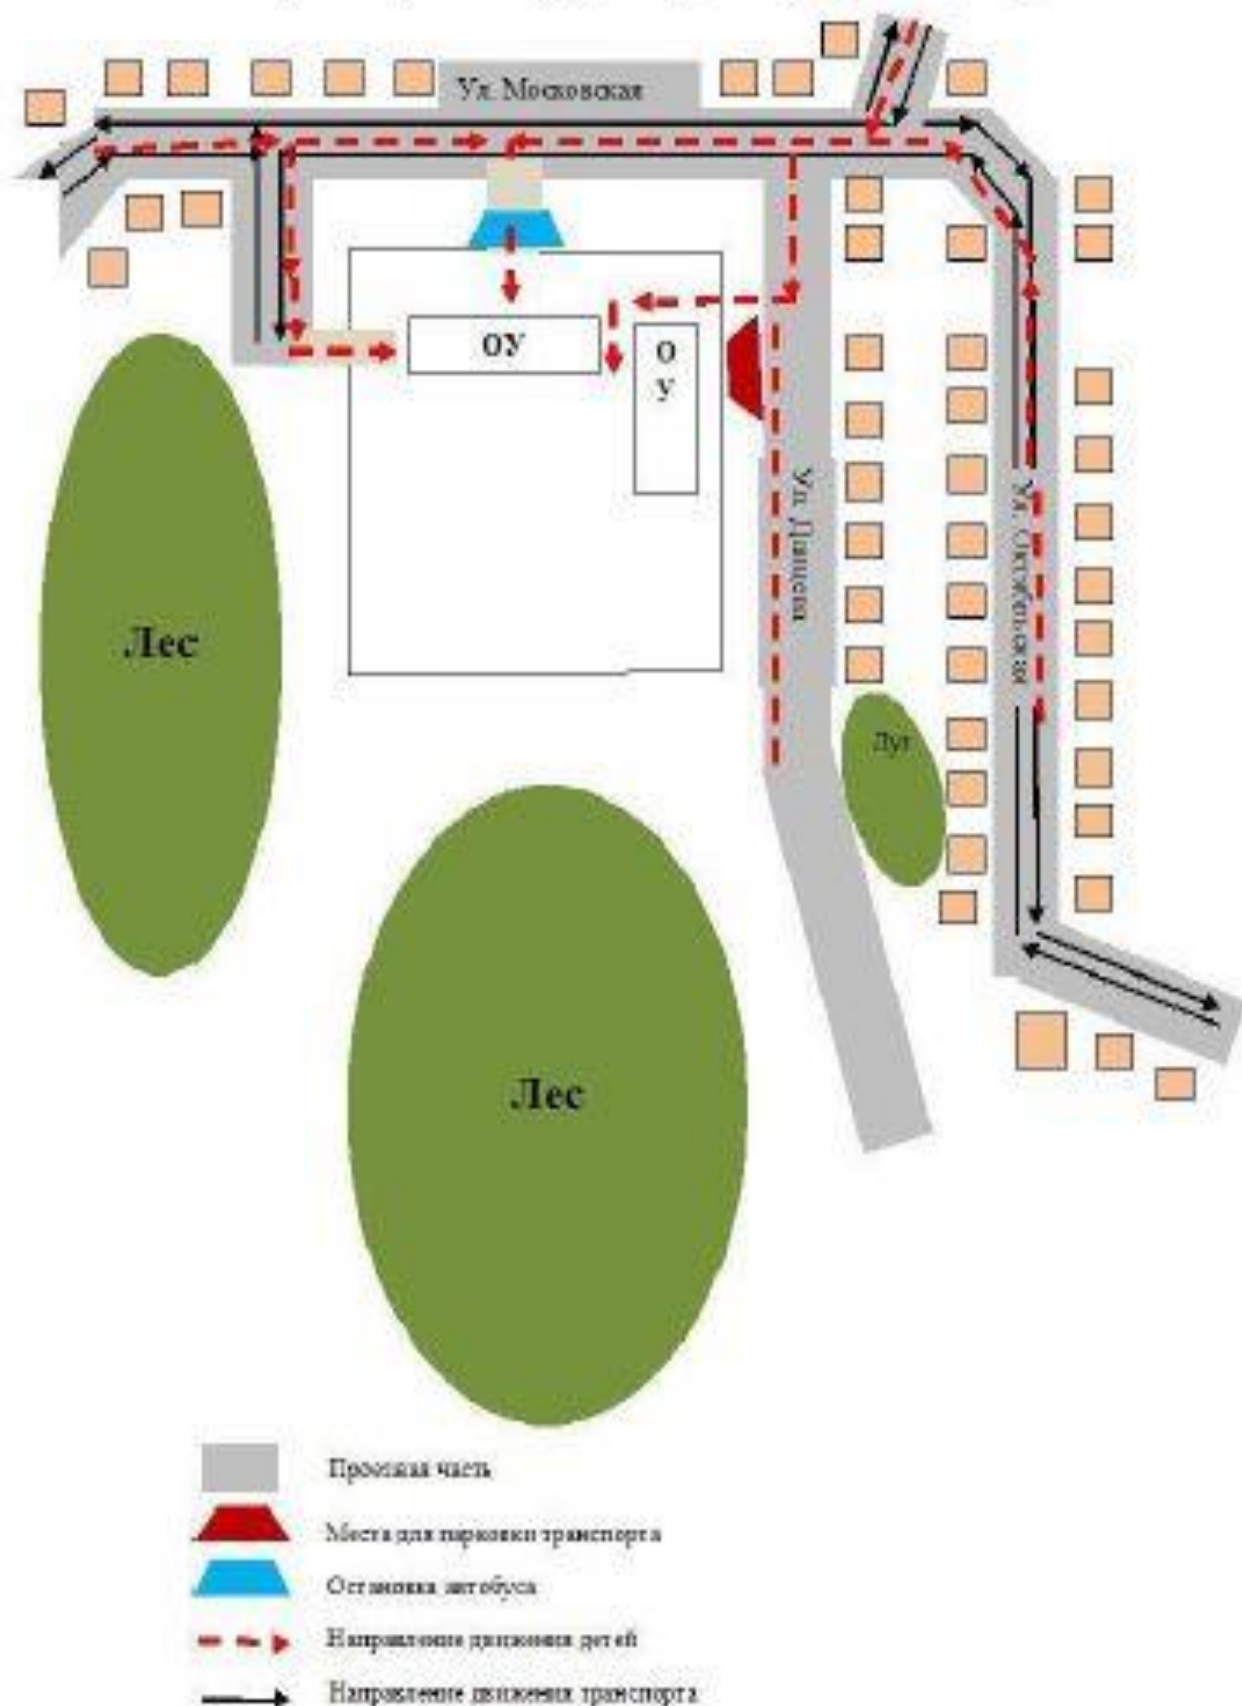 Ул. Московская
ОУ
О
У
Ул.
Ул. Октябрьская
Лес
Луг
Лес
Проезжая часть
Места для парковки транспорта
Остановка автобуса
Направление движения детей
Направление движения транспорта